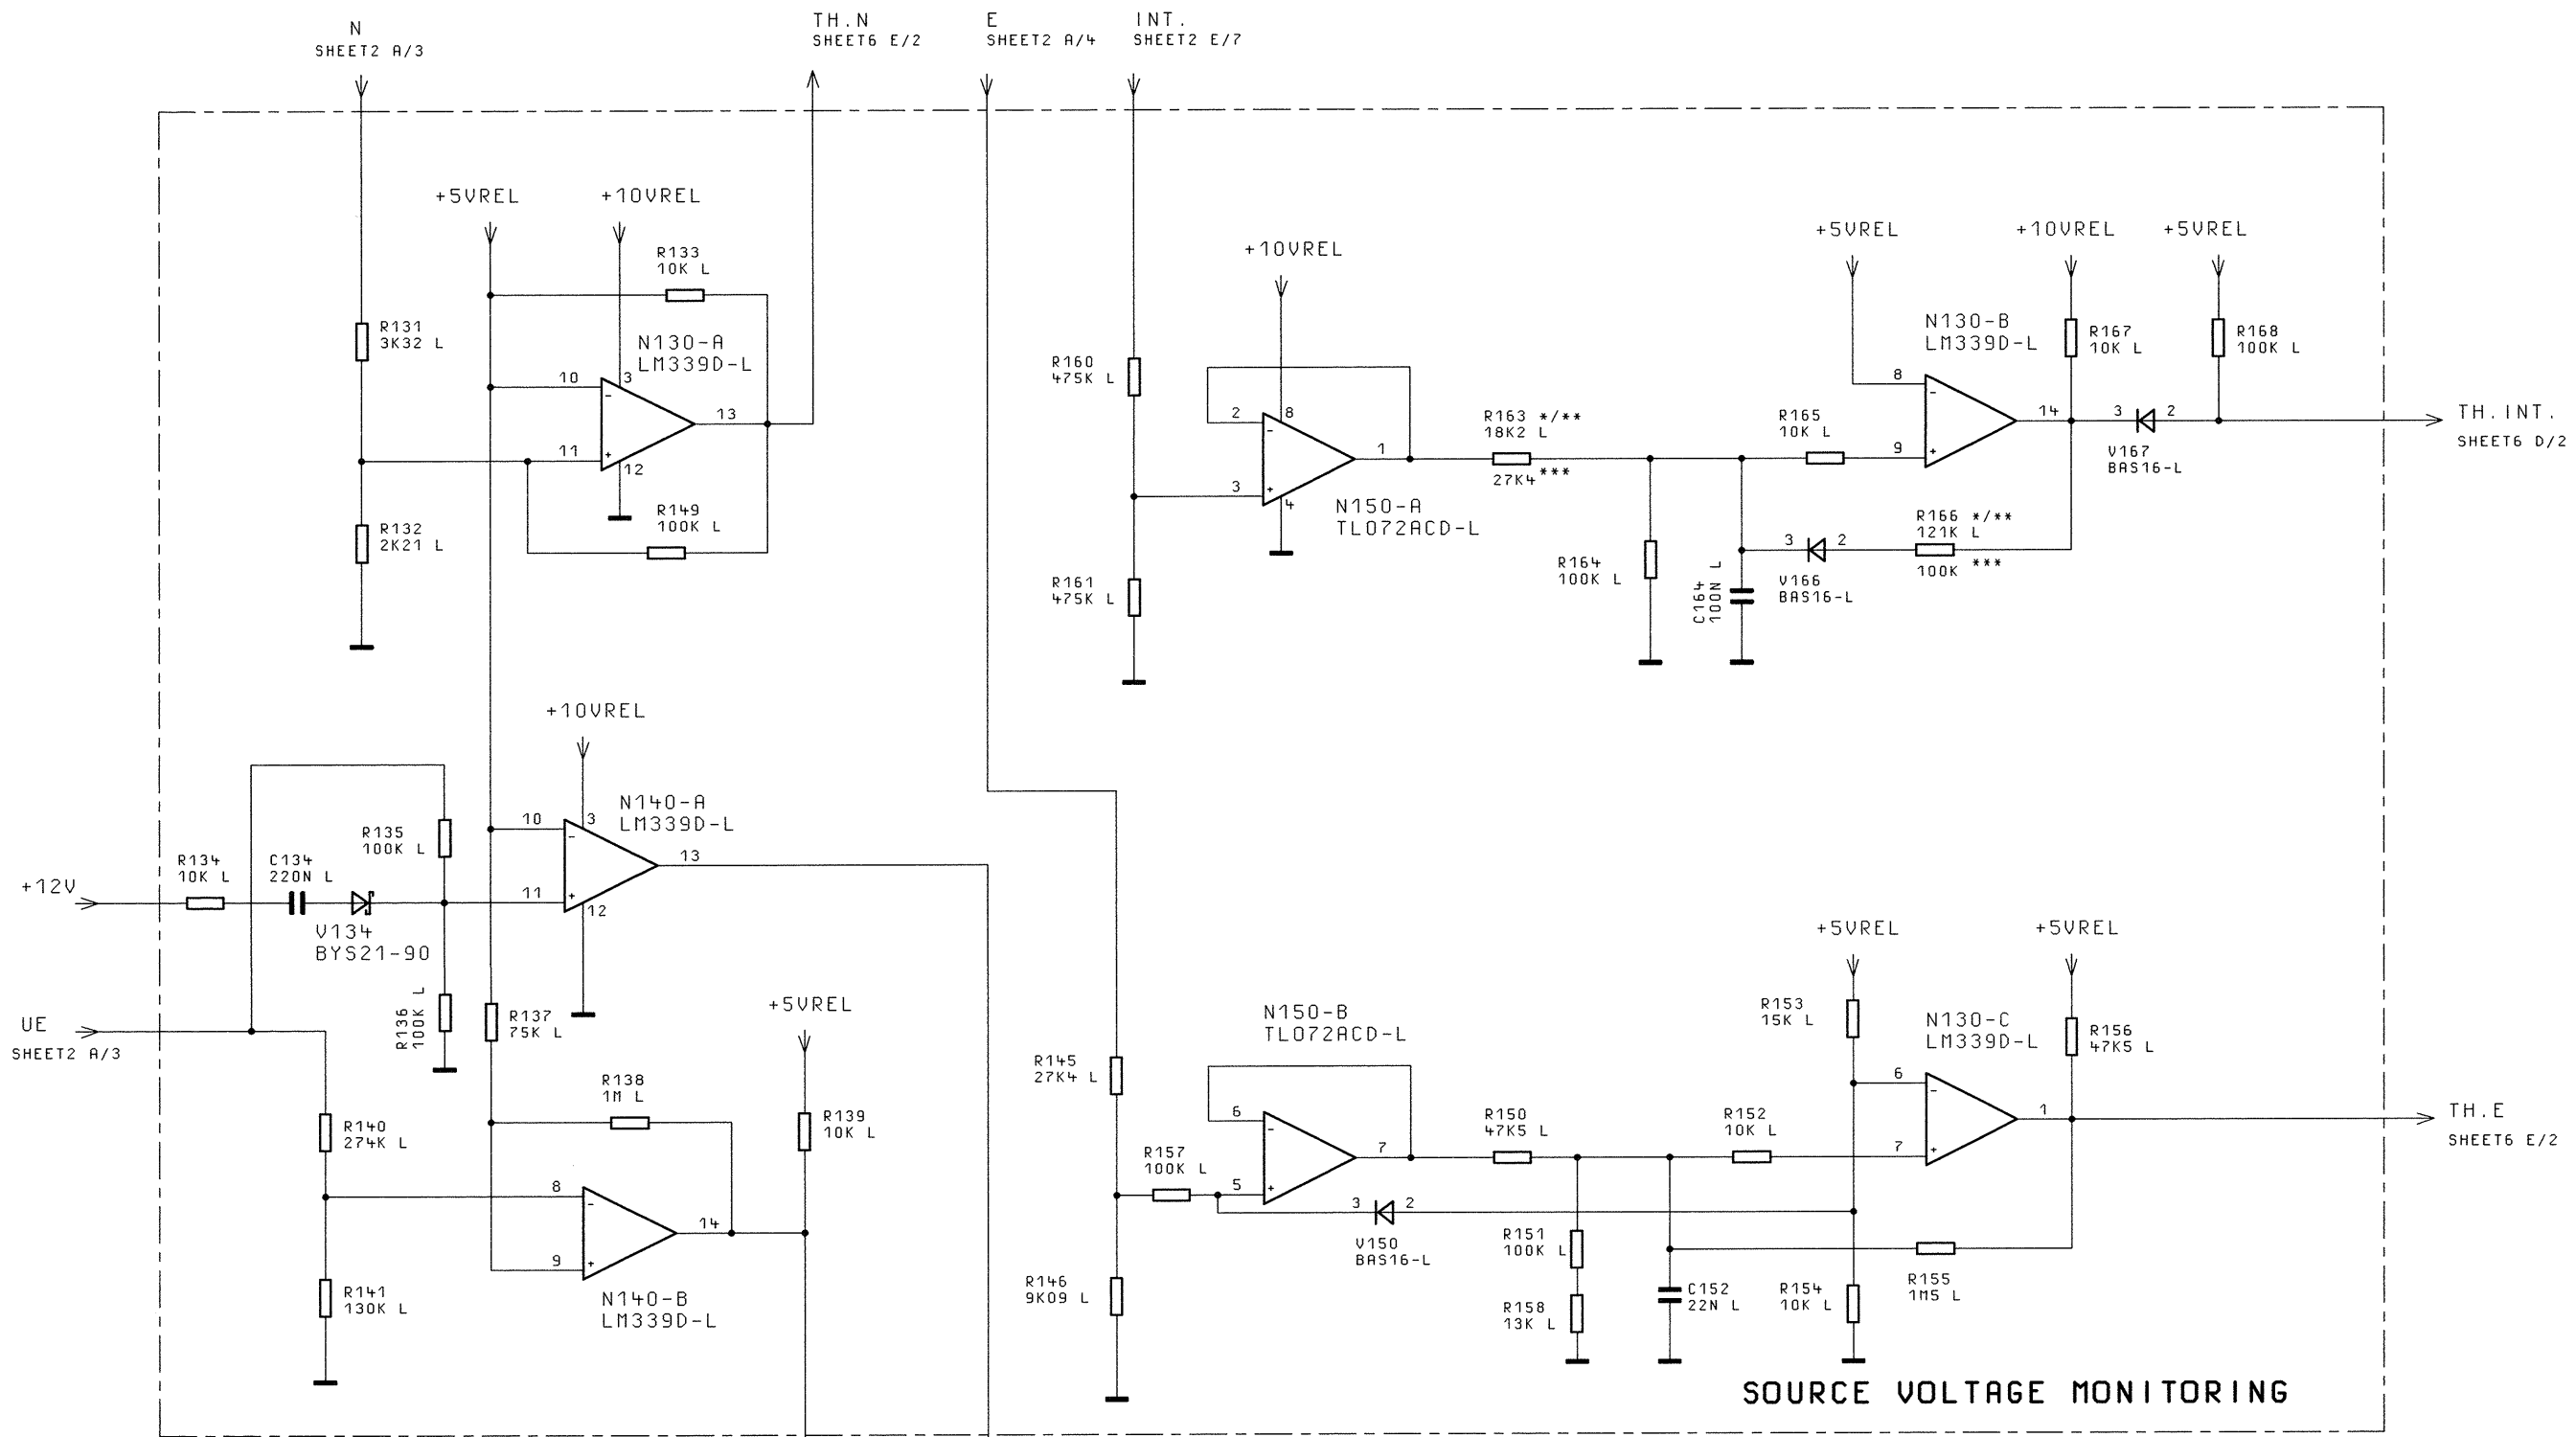 N
SHEET2 A/3
TH.N
SHEET6 E/2
E
SHEET2 A/4
INT.
SHEET2 E/7
+5VREL
+10VREL
R133
10K L
R131
3K32 L
N130-A
LM339D-L
10
3
-
13
11
+
12
R149
100K L
R132
2K21 L
+10VREL
R160
475K L
2
8
-
1
3
+
4
N150-A
TL072ACD-L
R161
475K L
R163 */**
18K2 L
27K4 ***
R164
100K L
C164
100N L
R165
10K L
+5VREL
+10VREL
+5VREL
N130-B
LM339D-L
R167
10K L
R168
100K L
8
-
14
9
+
3
2
V167
BAS16-L
TH.INT.
SHEET6 D/2
3
2
V166
BAS16-L
R166 */**
121K L
100K ***
+10VREL
N140-A
LM339D-L
10
3
-
13
11
+
12
R135
100K L
R134
10K L
C134
220N L
+12V
V134
BYS21-90
R136
100K L
UE
SHEET2 A/3
R137
75K L
+5VREL
R138
1M L
R139
10K L
R140
274K L
8
-
14
9
+
R141
130K L
N140-B
LM339D-L
R145
27K4 L
N150-B
TL072ACD-L
6
-
7
5
+
R157
100K L
R146
9K09 L
3
2
V150
BAS16-L
R150
47K5 L
R151
100K L
R158
13K L
R152
10K L
C152
22N L
+5VREL
+5VREL
R153
15K L
N130-C
LM339D-L
R156
47K5 L
6
-
1
7
+
TH.E
SHEET6 E/2
R154
10K L
R155
1M5 L
SOURCE VOLTAGE MONITORING